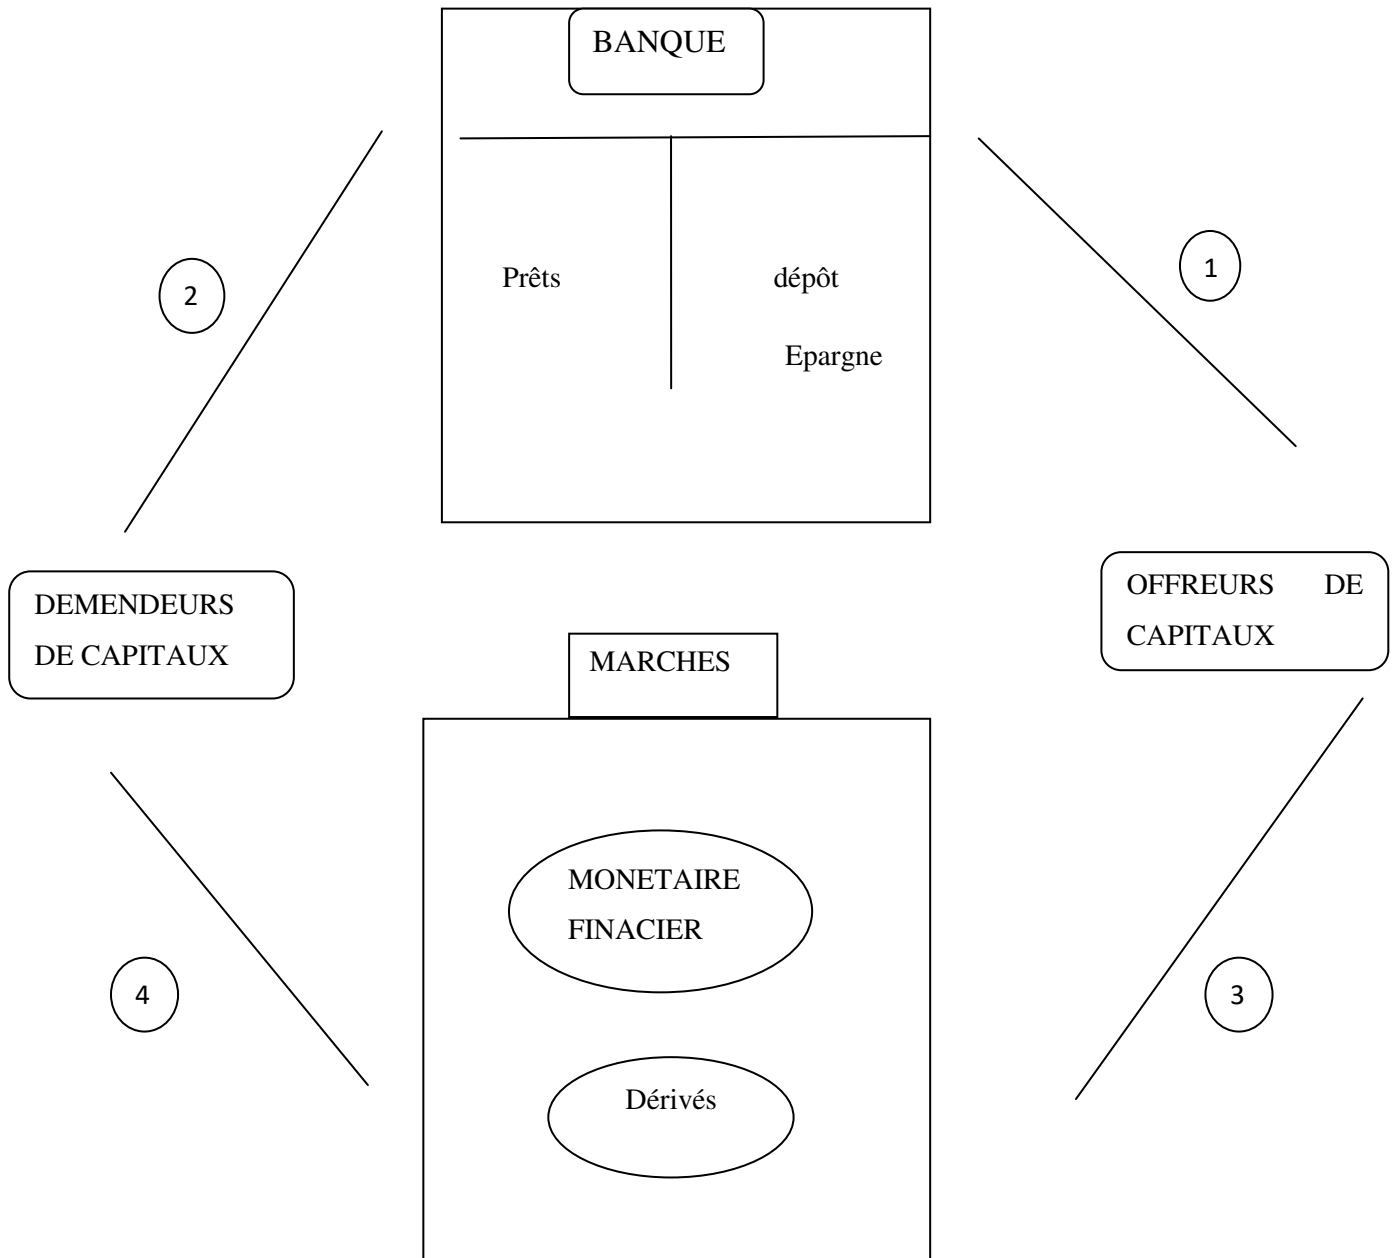 BANQUE
Prêts
dépôt
Epargne
2
1
DEMENDEURS
DE CAPITAUX
OFFREURS DE
CAPITAUX
MARCHES
MONETAIRE
FINACIER
4
3
Dérivés